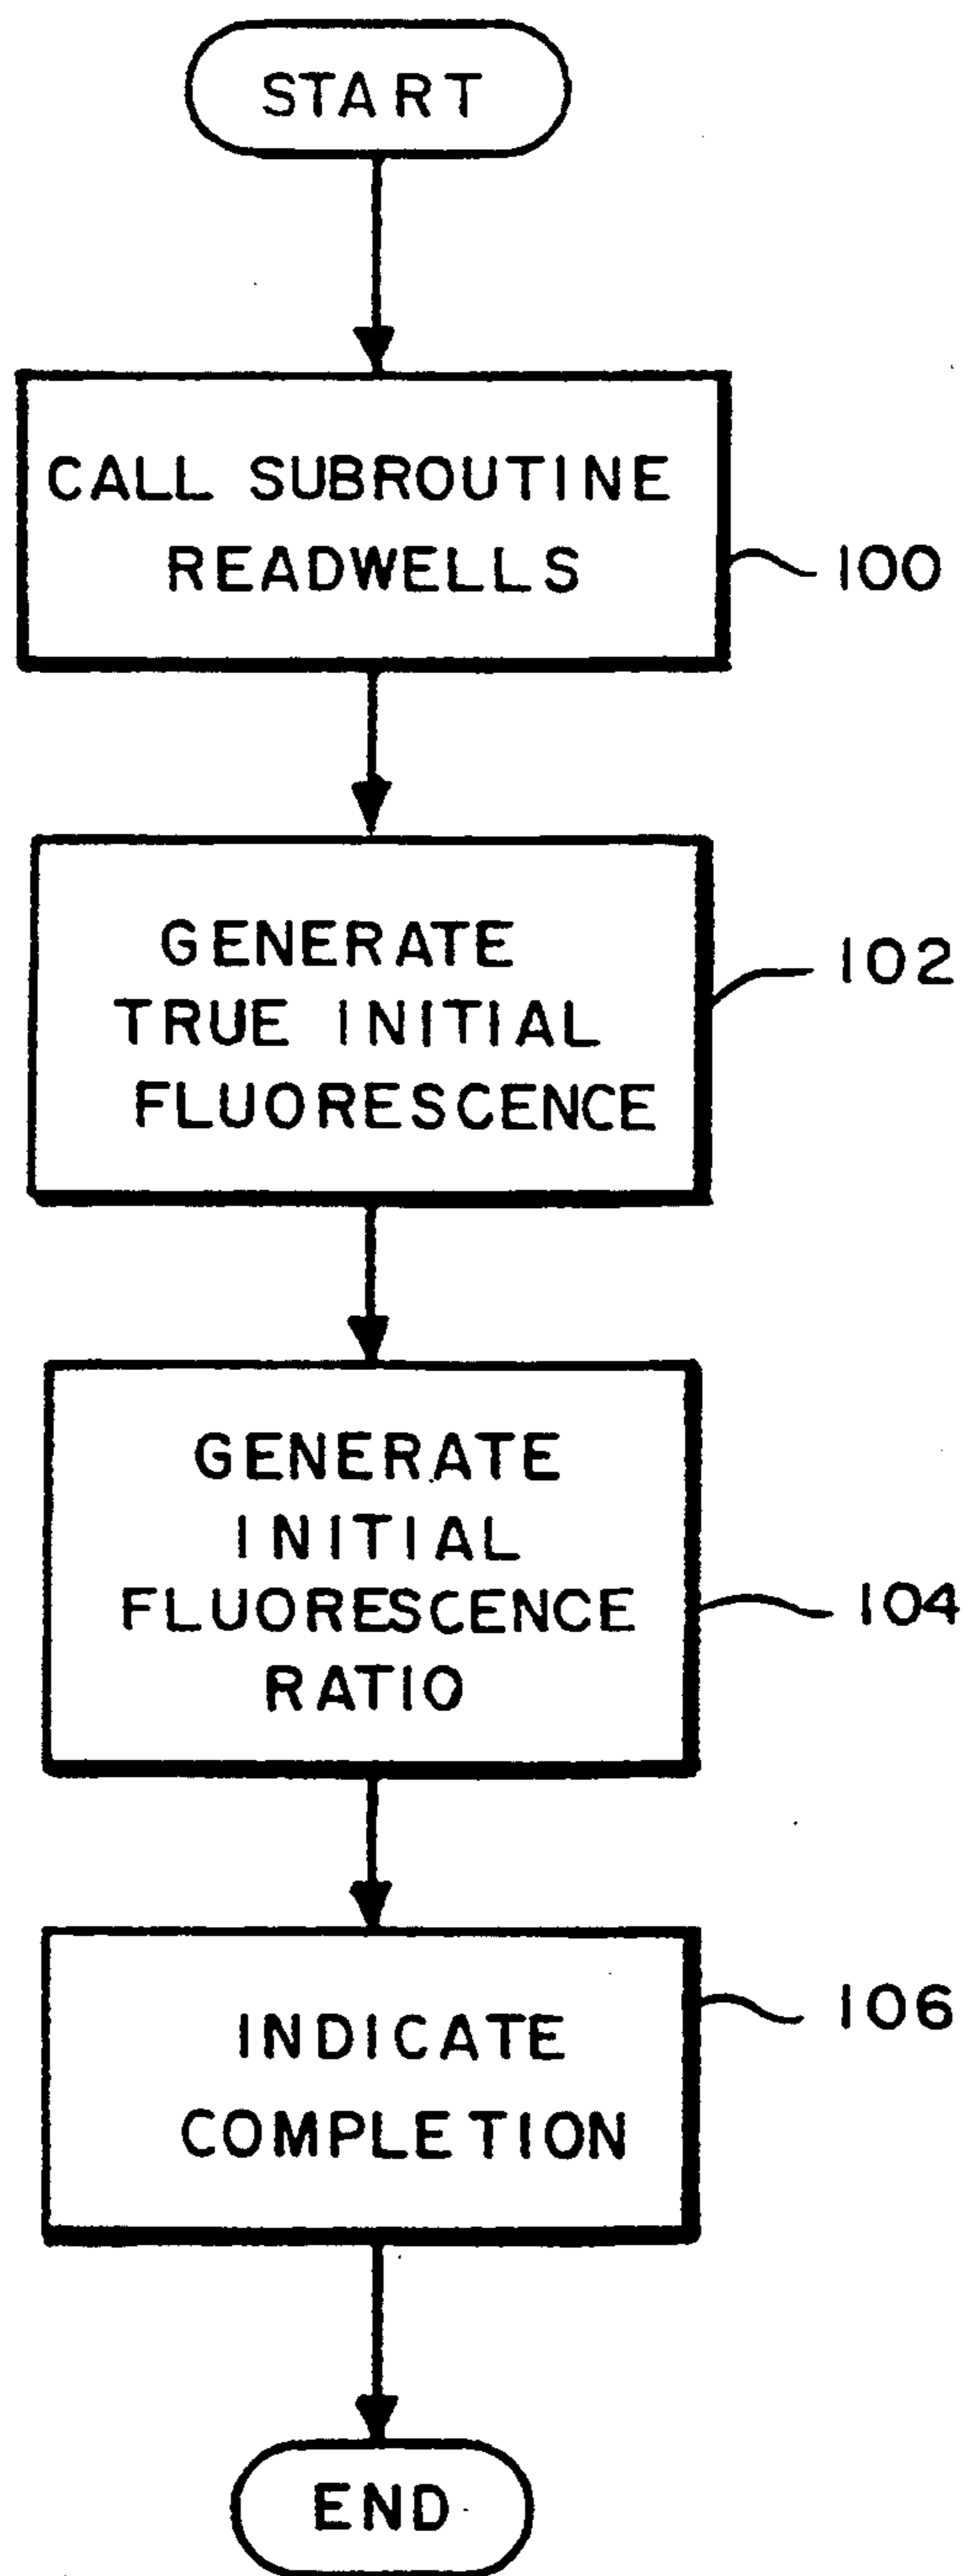 START
CALL SUBROUTINE
READWELLS
100
GENERATE
TRUE INITIAL
FLUORESCENCE
102
GENERATE
INITIAL
FLUORESCENCE
RATIO
104
INDICATE
COMPLETION
106
END